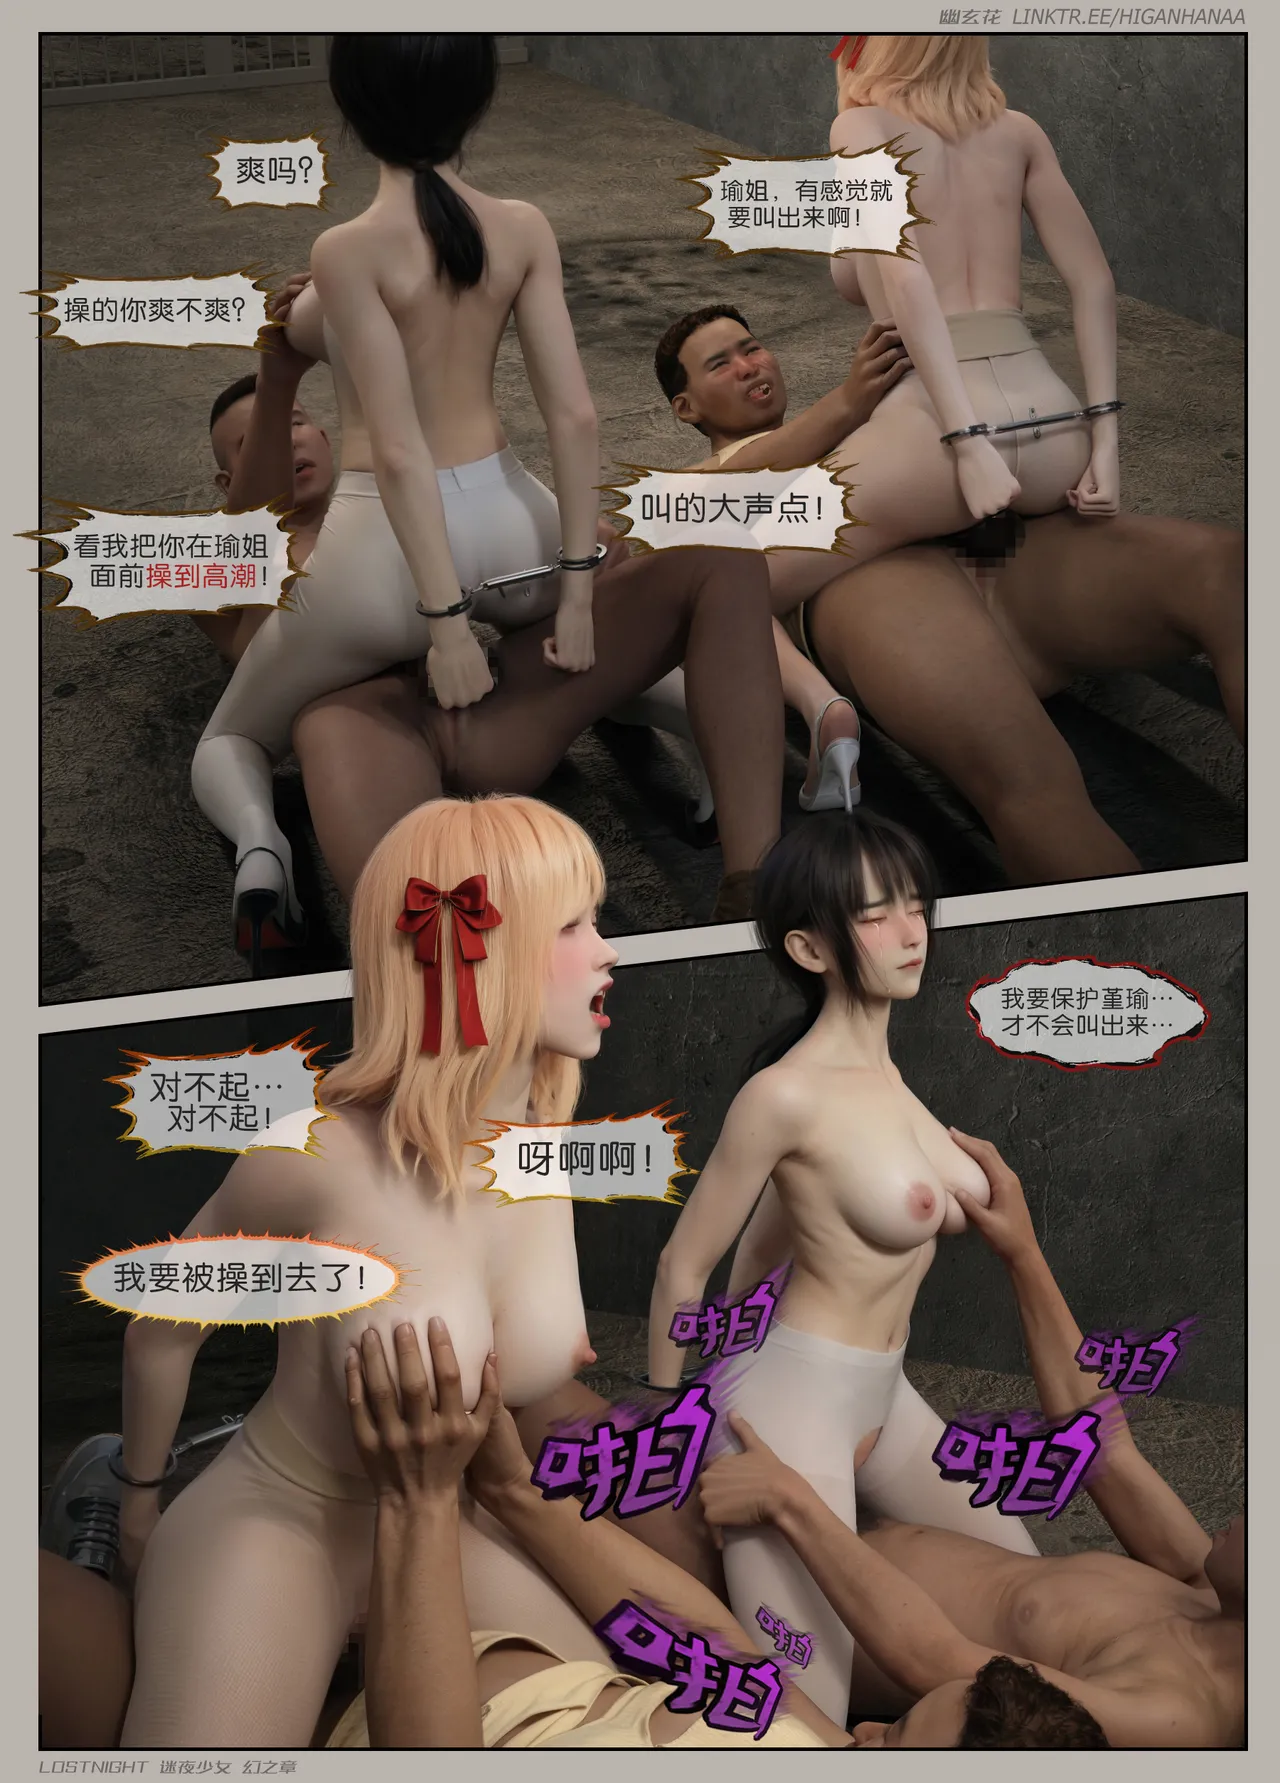 幽玄花 LINKTR.EE/HIGANHANAA
爽吗？
瑜姐，有感觉就
要叫出来啊！
操的你爽不爽？
叫的大声点！
看我把你在瑜姐
面前操到高潮！
我要保护堇瑜…
才不会叫出来…
对不起…
对不起！
呀啊啊！
我要被操到去了！
啪
啪
啪
啪
啪
啪
LOSTNIGHT 迷夜少女 幻之章